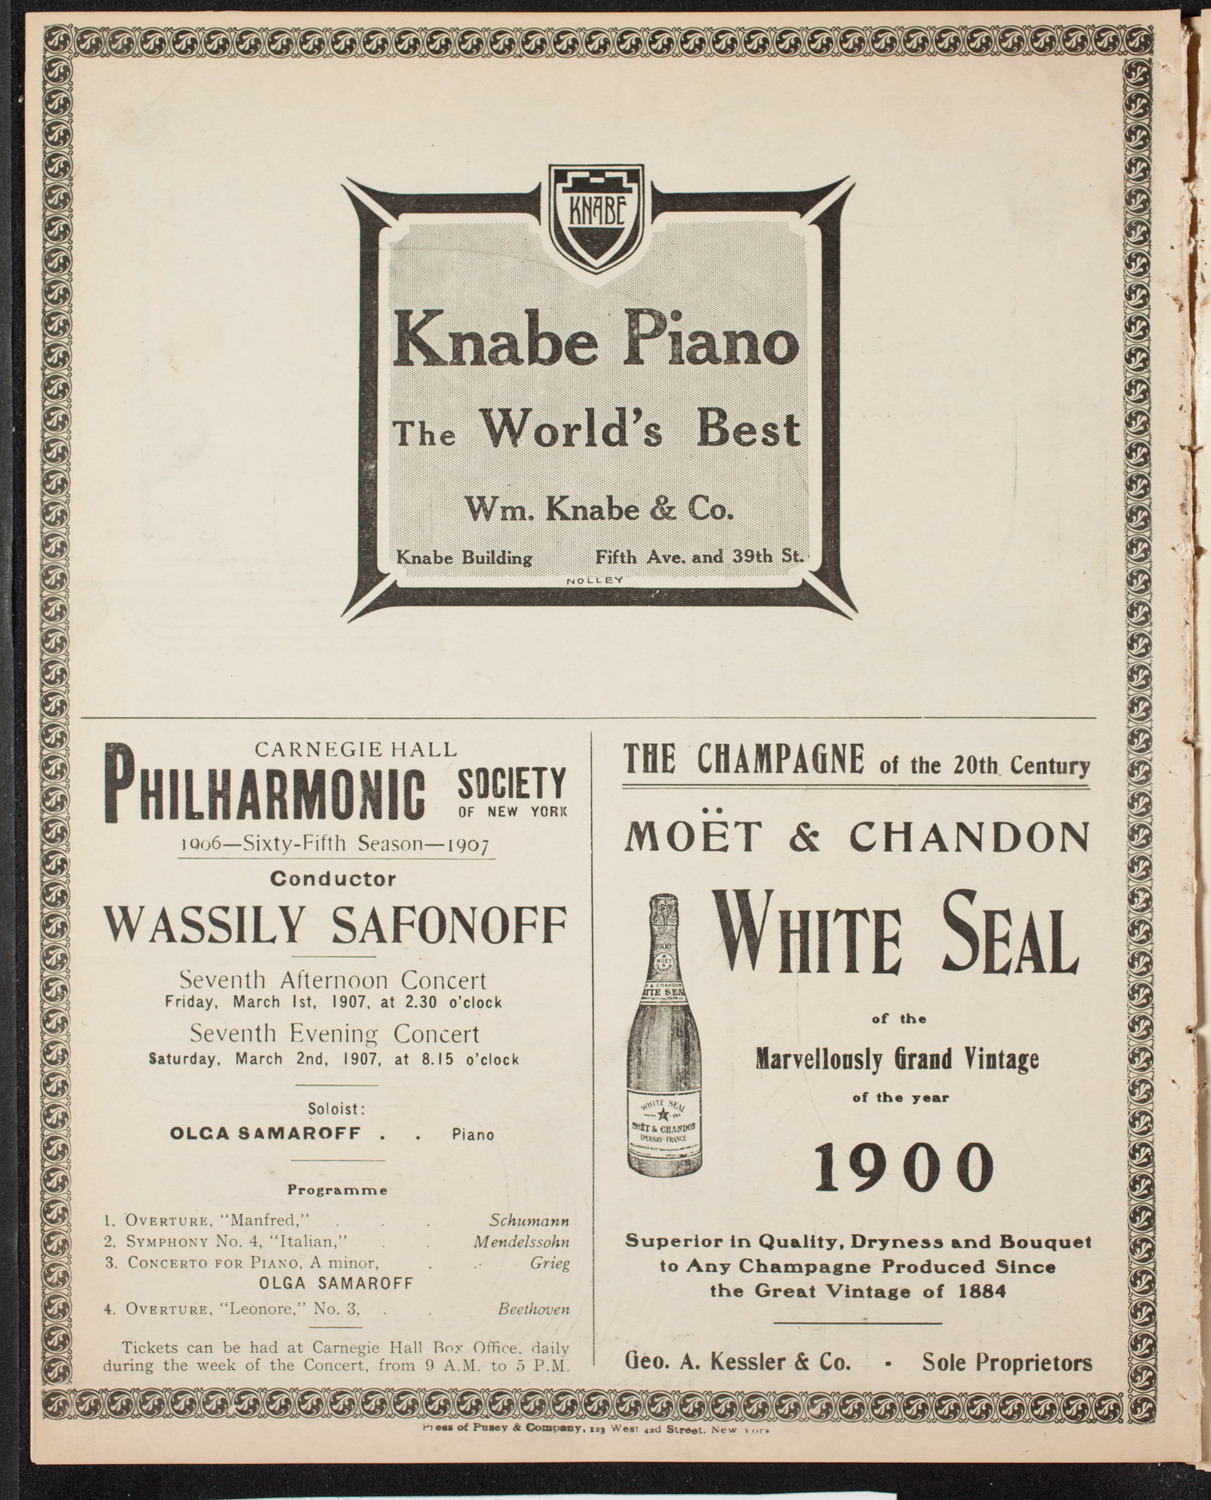 KNABE
Knabe Piano
The World's Best
Wm. Knabe & Co.
Knabe Building Fifth Ave. and 39th St.
NOLLEY
CARNEGIE HALL
PHILHARMONIC SOCIETY
OF NEW YORK
1906—Sixty-Fifth Season—1907
Conductor
WASSILY SAFONOFF
Seventh Afternoon Concert
Friday, March 1st, 1907, at 2.30 o'clock
Seventh Evening Concert
Saturday, March 2nd, 1907, at 8.15 o'clock
Soloist:
OLGA SAMAROFF . . Piano
Programme
1. OVERTURE, "Manfred," . . . Schumann
2. SYMPHONY No. 4, "Italian," . . Mendelssohn
3. CONCERTO FOR PIANO, A minor, . . Grieg
OLGA SAMAROFF
4. OVERTURE, "Leonore," No. 3, . . Beethoven
Tickets can be had at Carnegie Hall Box Office, daily
during the week of the Concert, from 9 A.M. to 5 P.M.
THE CHAMPAGNE of the 20th Century
MOËT & CHANDON
WHITE SEAL
of the
Marvellously Grand Vintage
of the year
1900
WHITE SEAL
MOËT & CHANDON
EPERNAY-FRANCE
Superior in Quality, Dryness and Bouquet
to Any Champagne Produced Since
the Great Vintage of 1884
Geo. A. Kessler & Co. - Sole Proprietors
Press of Pusey & Company, 123 West 42d Street, New York